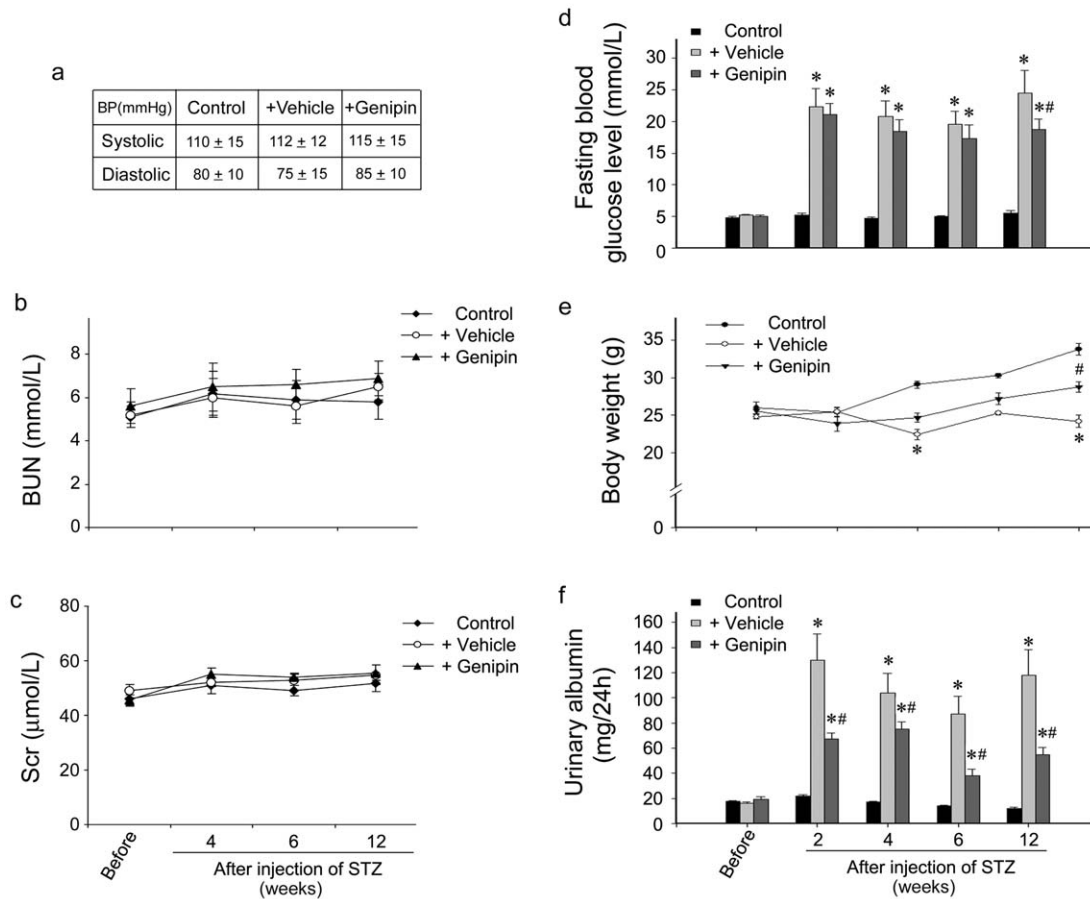 a
BP(mmHg) Control +Vehicle +Genipin
Systolic 110 ± 15 112 ± 12 115 ± 15
Diastolic 80 ± 10 75 ± 15 85 ± 10
b
Control
+ Vehicle
+ Genipin
BUN (mmol/L)
8
6
4
2
0
c
Control
+ Vehicle
+ Genipin
Scr (μmol/L)
80
60
40
20
0
Before 4 6 12
After injection of STZ
(weeks)
d
Control
+ Vehicle
+ Genipin
Fasting blood
glucose level (mmol/L)
30
25
20
15
10
5
0
* * * * * * * *#
e
Control
+ Vehicle
+ Genipin
Body weight (g)
35
30
25
20
0
* # *
f
Control
+ Vehicle
+ Genipin
Urinary albumin
(mg/24h)
160
140
120
100
80
60
40
20
0
* *# * *# * *# * *#
Before 2 4 6 12
After injection of STZ
(weeks)